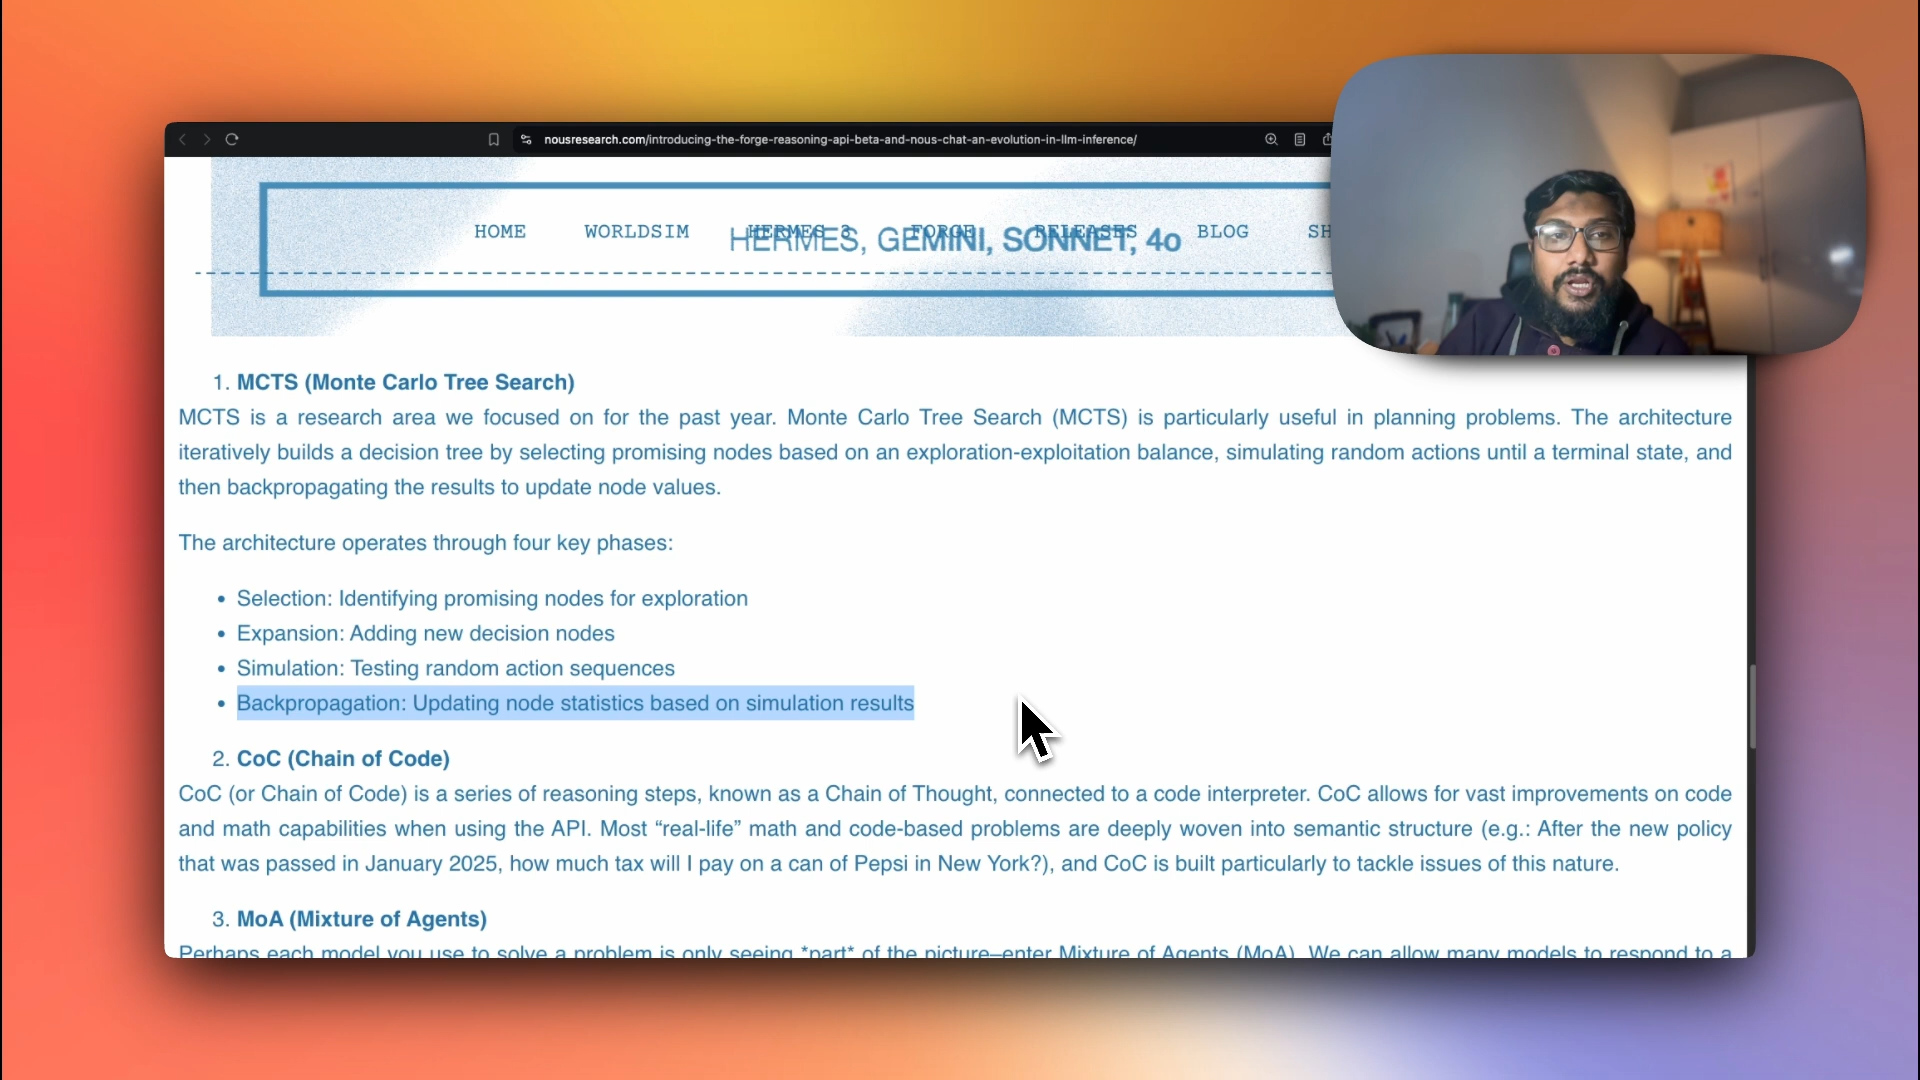 nousresearch.com/introducing-the-forge-reasoning-api-beta-and-nous-chat-an-evolution-in-llm-inference/
HOME WORLDSIM HERMES 3 FORGE RELEASES BLOG SH
HERMES, GEMINI, SONNET, 4o
1. MCTS (Monte Carlo Tree Search)
MCTS is a research area we focused on for the past year. Monte Carlo Tree Search (MCTS) is particularly useful in planning problems. The architecture
iteratively builds a decision tree by selecting promising nodes based on an exploration-exploitation balance, simulating random actions until a terminal state, and
then backpropagating the results to update node values.
The architecture operates through four key phases:
• Selection: Identifying promising nodes for exploration
• Expansion: Adding new decision nodes
• Simulation: Testing random action sequences
• Backpropagation: Updating node statistics based on simulation results
2. CoC (Chain of Code)
CoC (or Chain of Code) is a series of reasoning steps, known as a Chain of Thought, connected to a code interpreter. CoC allows for vast improvements on code
and math capabilities when using the API. Most “real-life” math and code-based problems are deeply woven into semantic structure (e.g.: After the new policy
that was passed in January 2025, how much tax will I pay on a can of Pepsi in New York?), and CoC is built particularly to tackle issues of this nature.
3. MoA (Mixture of Agents)
Perhaps each model you use to solve a problem is only seeing *part* of the picture–enter Mixture of Agents (MoA). We can allow many models to respond to a